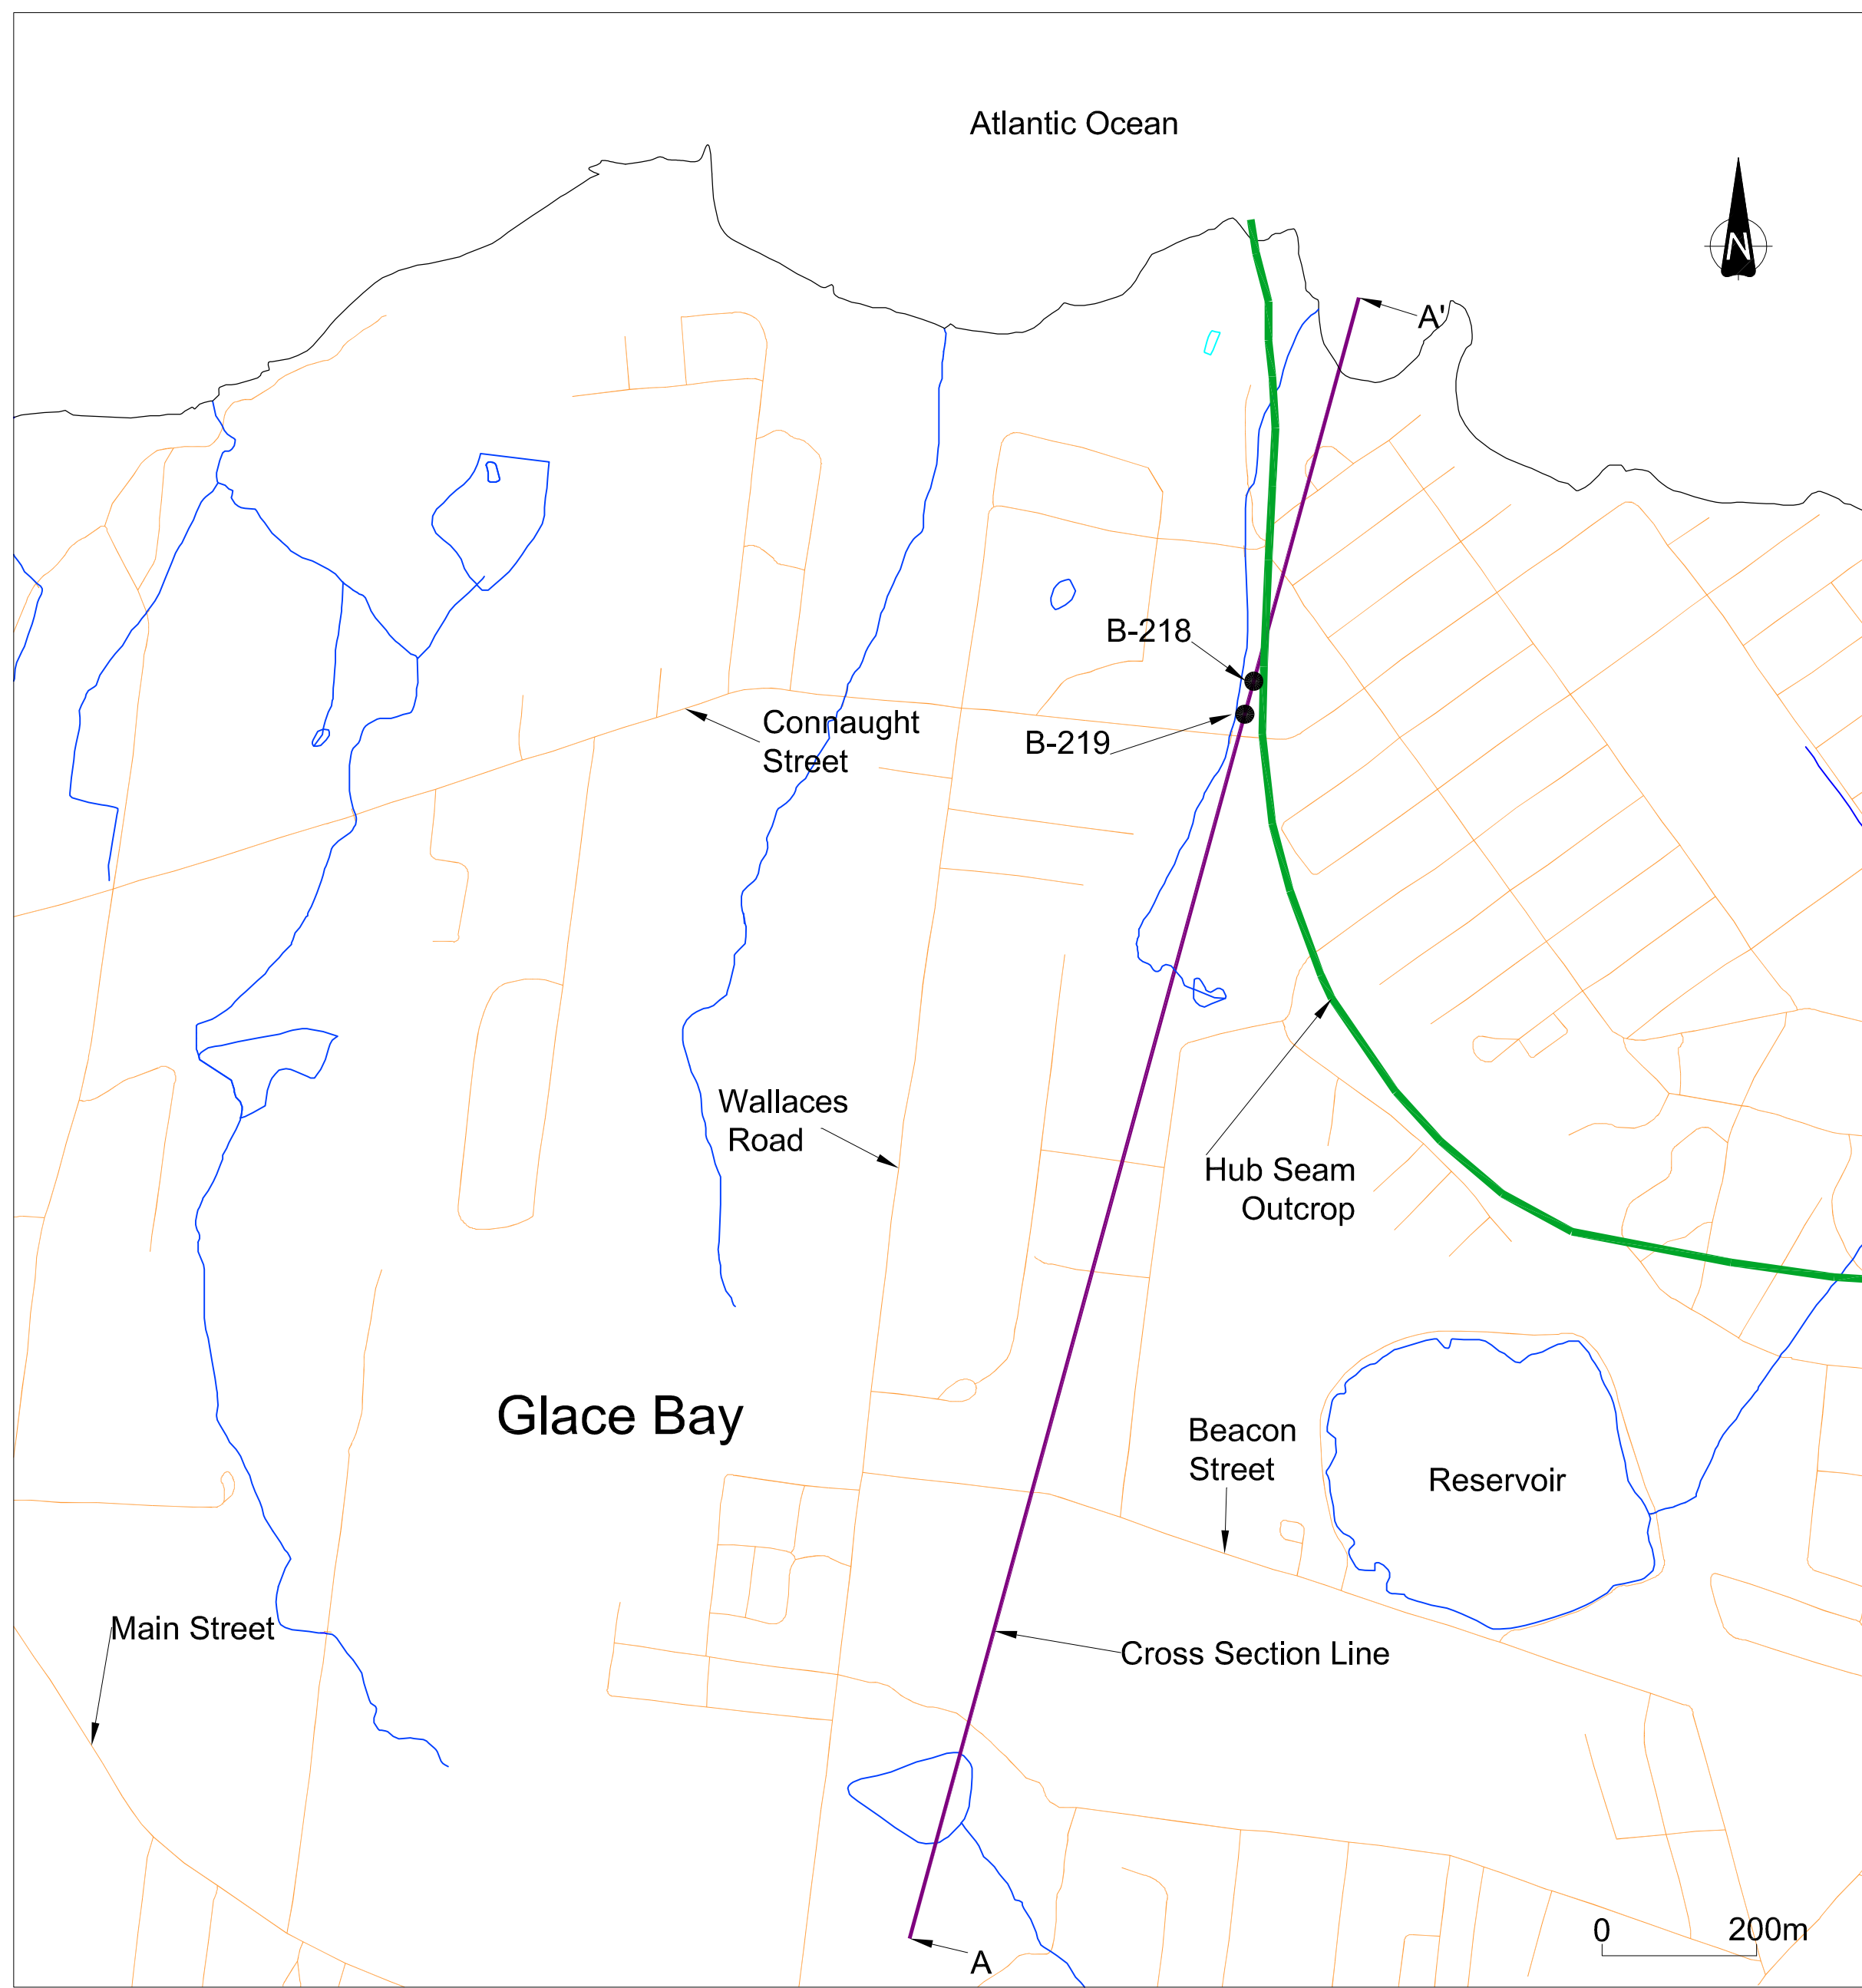 Atlantic Ocean
N
A'
B-218
B-219
Connaught
Street
Wallaces
Road
Hub Seam
Outcrop
Glace Bay
Beacon
Street
Reservoir
Main Street
Cross Section Line
0 200m
A